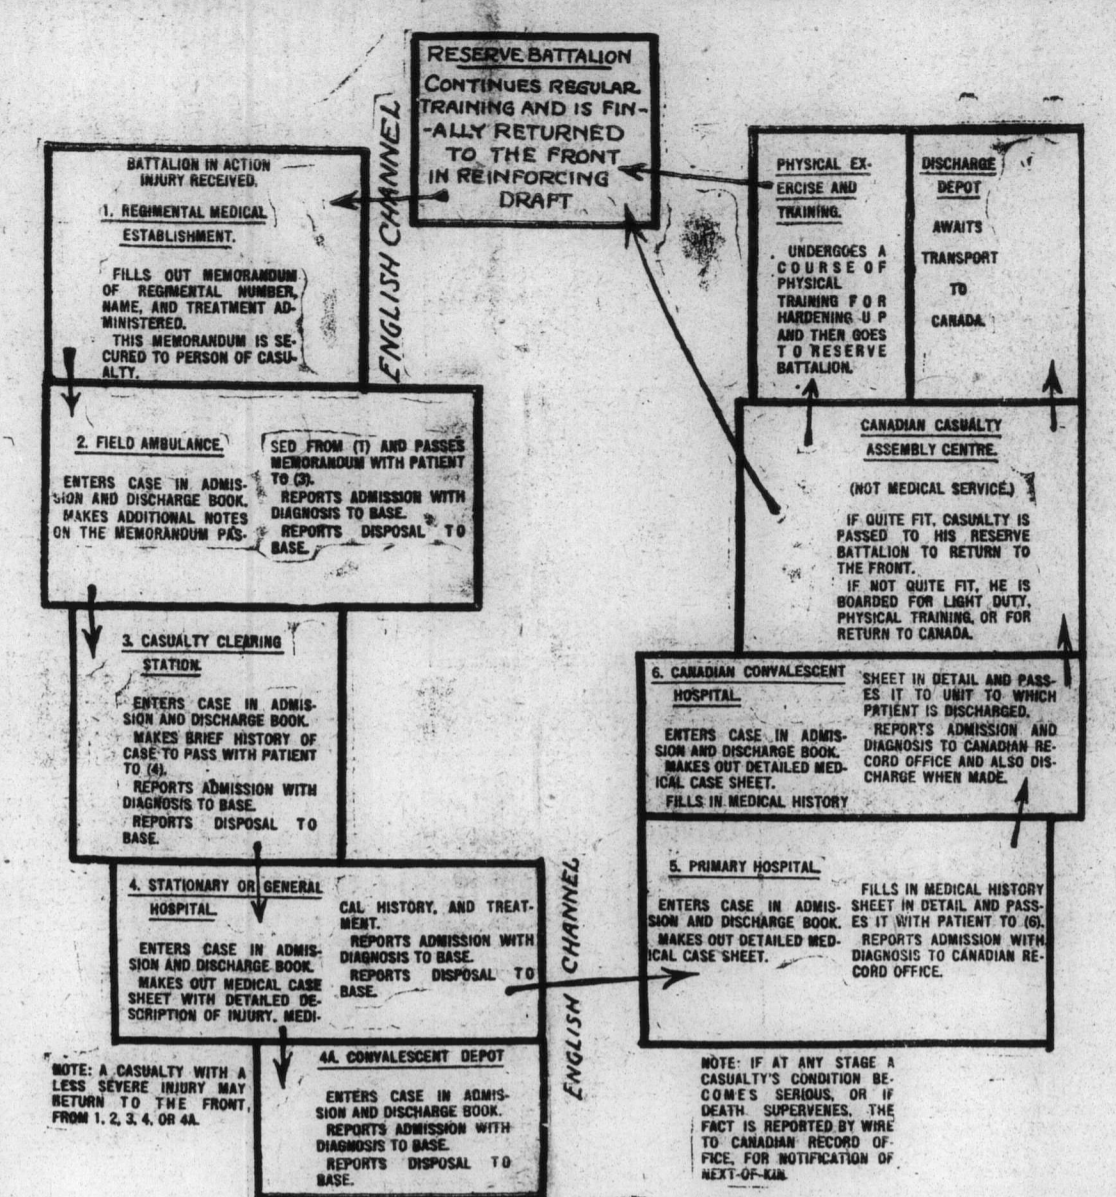 RESERVE BATTALION
CONTINUES REGULAR
TRAINING AND IS FIN-
-ALLY RETURNED
TO THE FRONT
IN REINFORCING
DRAFT
ENGLISH CHANNEL
BATTALION IN ACTION
INJURY RECEIVED.
1. REGIMENTAL MEDICAL
ESTABLISHMENT.
FILLS OUT MEMORANDUM
OF REGIMENTAL NUMBER,
NAME, AND TREATMENT AD-
MINISTERED.
THIS MEMORANDUM IS SE-
CURED TO PERSON OF CASU-
ALTY.
2. FIELD AMBULANCE.
ENTERS CASE IN ADMIS-
SION AND DISCHARGE BOOK.
MAKES ADDITIONAL NOTES
ON THE MEMORANDUM PAS-
SED FROM (1) AND PASSES
MEMORANDUM WITH PATIENT
TO (3).
REPORTS ADMISSION WITH
DIAGNOSIS TO BASE.
REPORTS DISPOSAL TO
BASE.
3. CASUALTY CLEARING
STATION.
ENTERS CASE IN ADMIS-
SION AND DISCHARGE BOOK.
MAKES BRIEF HISTORY OF
CASE TO PASS WITH PATIENT
TO (4).
REPORTS ADMISSION WITH
DIAGNOSIS TO BASE.
REPORTS DISPOSAL TO
BASE.
4. STATIONARY OR GENERAL
HOSPITAL.
ENTERS CASE IN ADMIS-
SION AND DISCHARGE BOOK.
MAKES OUT MEDICAL CASE
SHEET WITH DETAILED DE-
SCRIPTION OF INJURY, MEDI-
CAL HISTORY, AND TREAT-
MENT.
REPORTS ADMISSION WITH
DIAGNOSIS TO BASE.
REPORTS DISPOSAL TO
BASE.
4A. CONVALESCENT DEPOT
ENTERS CASE IN ADMIS-
SION AND DISCHARGE BOOK.
REPORTS ADMISSION WITH
DIAGNOSIS TO BASE.
REPORTS DISPOSAL TO
BASE.
NOTE: A CASUALTY WITH A
LESS SEVERE INJURY MAY
RETURN TO THE FRONT,
FROM 1, 2, 3, 4, OR 4A.
ENGLISH CHANNEL
5. PRIMARY HOSPITAL
ENTERS CASE IN ADMIS-
SION AND DISCHARGE BOOK.
MAKES OUT DETAILED MED-
ICAL CASE SHEET.
FILLS IN MEDICAL HISTORY
SHEET IN DETAIL AND PASS-
ES IT WITH PATIENT TO (6).
REPORTS ADMISSION WITH
DIAGNOSIS TO CANADIAN RE-
CORD OFFICE.
6. CANADIAN CONVALESCENT
HOSPITAL.
ENTERS CASE IN ADMIS-
SION AND DISCHARGE BOOK.
MAKES OUT DETAILED MED-
ICAL CASE SHEET.
FILLS IN MEDICAL HISTORY
SHEET IN DETAIL AND PASS-
ES IT TO UNIT TO WHICH
PATIENT IS DISCHARGED.
REPORTS ADMISSION AND
DIAGNOSIS TO CANADIAN RE-
CORD OFFICE AND ALSO DIS-
CHARGE WHEN MADE.
CANADIAN CASUALTY
ASSEMBLY CENTRE.
(NOT MEDICAL SERVICE.)
IF QUITE FIT, CASUALTY IS
PASSED TO HIS RESERVE
BATTALION TO RETURN TO
THE FRONT.
IF NOT QUITE FIT, HE IS
BOARDED FOR LIGHT DUTY,
PHYSICAL TRAINING, OR FOR
RETURN TO CANADA.
PHYSICAL EX-
ERCISE AND
TRAINING.
UNDERGOES A
COURSE OF
PHYSICAL
TRAINING FOR
HARDENING UP
AND THEN GOES
TO RESERVE
BATTALION.
DISCHARGE
DEPOT
AWAITS
TRANSPORT
TO
CANADA.
NOTE: IF AT ANY STAGE A
CASUALTY'S CONDITION BE-
COMES SERIOUS, OR IF
DEATH SUPERVENES, THE
FACT IS REPORTED BY WIRE
TO CANADIAN RECORD OF-
FICE, FOR NOTIFICATION OF
NEXT-OF-KIN.